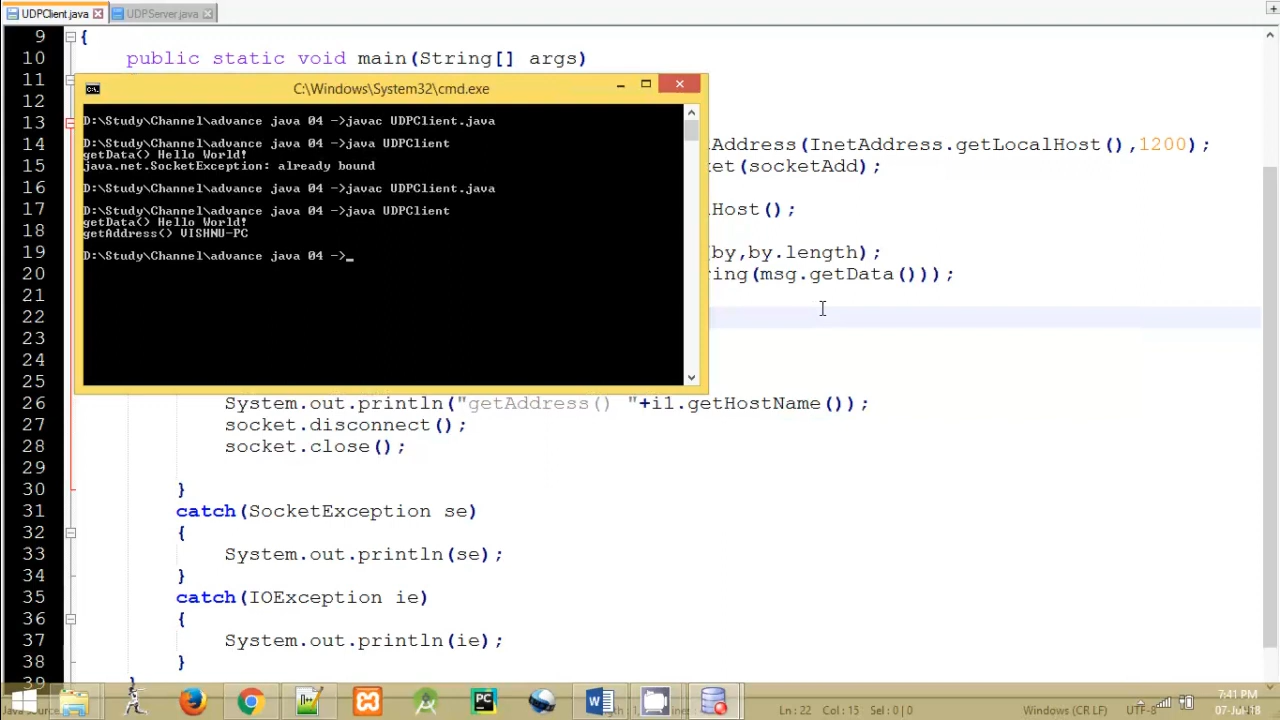 UDPClient.java UDPServer.java
9 {
10 public static void main(String[] args)
11
C:\Windows\System32\cmd.exe
12
D:\Study\Channel\advance java 04 ->javac UDPClient.java
13
14 Address(InetAddress.getLocalHost(),1200);
D:\Study\Channel\advance java 04 ->java UDPClient
getData() Hello World!
15 ket(socketAdd);
java.net.SocketException: already bound
16
D:\Study\Channel\advance java 04 ->javac UDPClient.java
17 lHost();
D:\Study\Channel\advance java 04 ->java UDPClient
getData() Hello World!
18
getAddress() VISHNU-PC
19 (by,by.length);
D:\Study\Channel\advance java 04 ->
20 ring(msg.getData()));
21
22
23
24
25
26 System.out.println("getAddress() "+i1.getHostName());
27 socket.disconnect();
28 socket.close();
29
30 }
31 catch(SocketException se)
32 {
33 System.out.println(se);
34 }
35 catch(IOException ie)
36 {
37 System.out.println(ie);
38 }
39 }
7:41 PM
Ln : 22 Col : 15 Sel : 0 | 0 Windows (CR LF) UTF-8
07-Jul-18